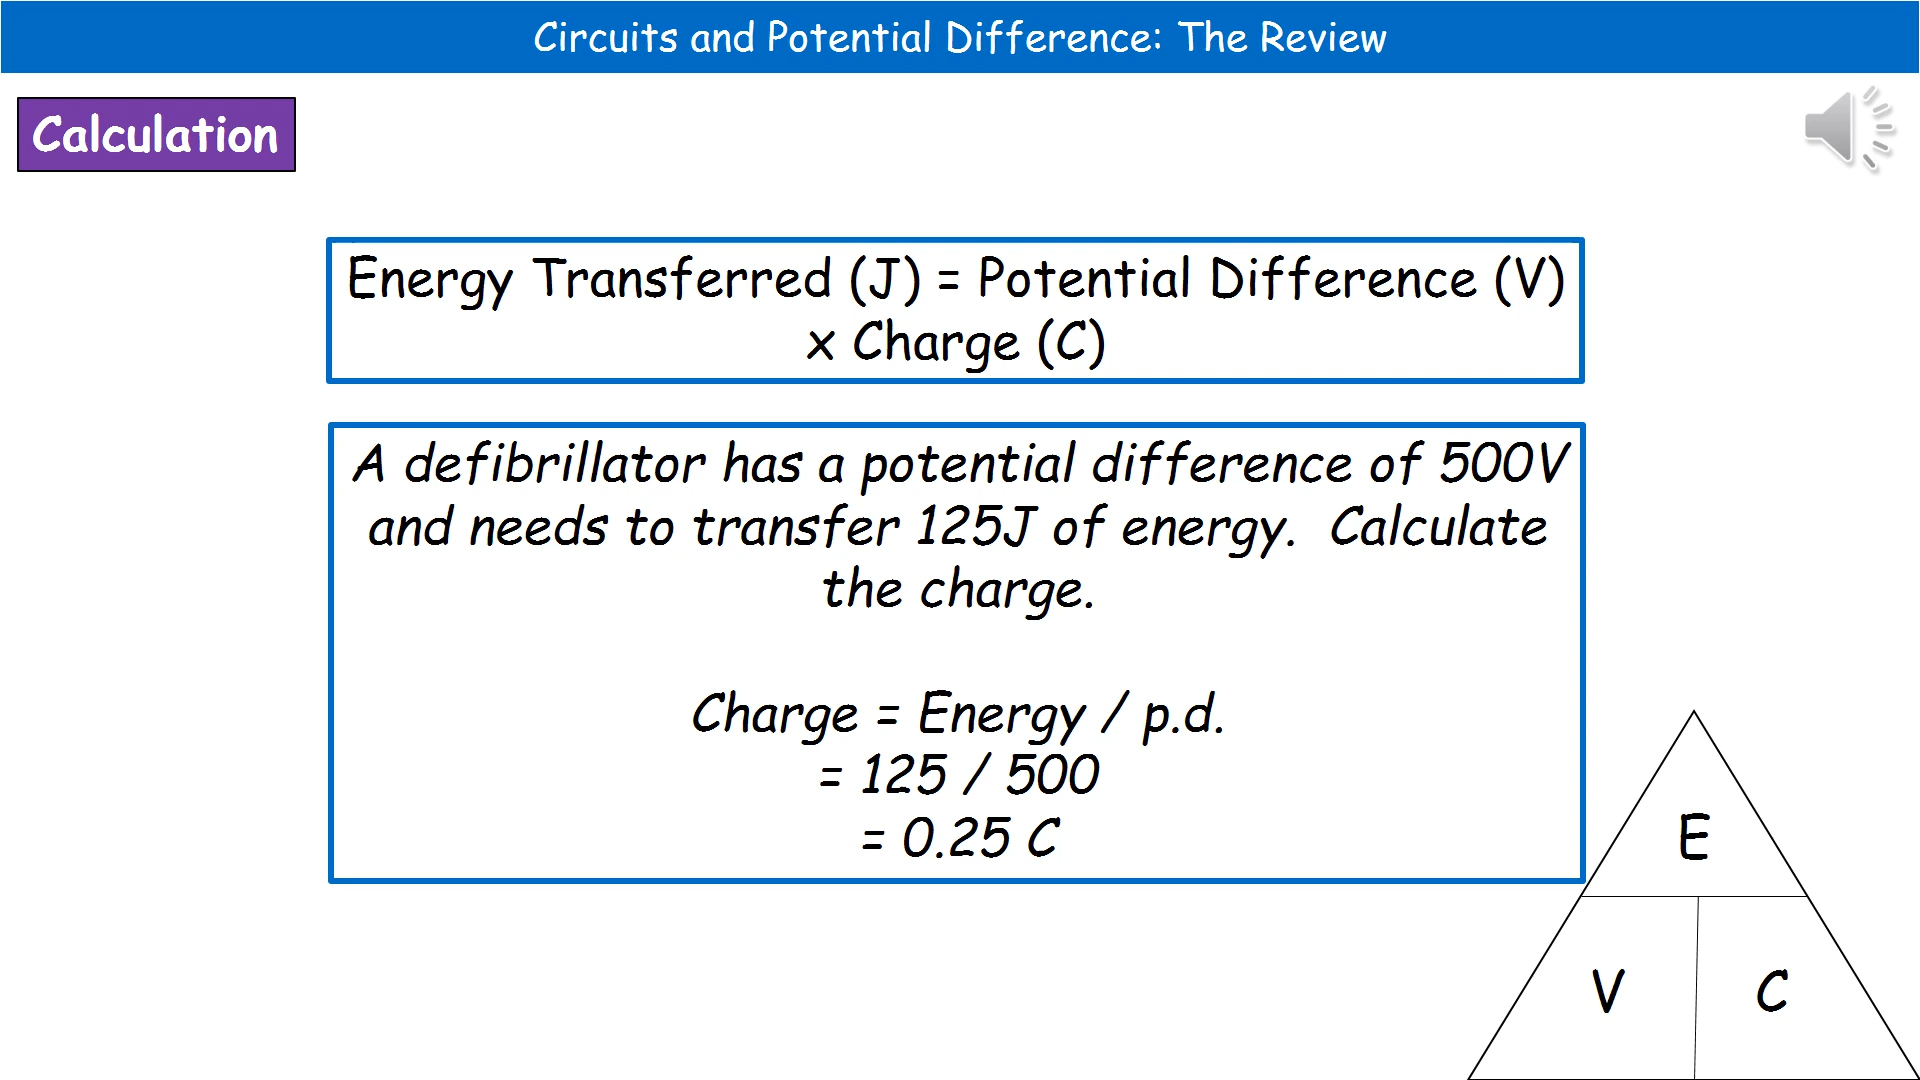 Circuits and Potential Difference: The Review
Calculation
Energy Transferred (J) = Potential Difference (V)
x Charge (C)
A defibrillator has a potential difference of 500V
and needs to transfer 125J of energy.  Calculate
the charge.
Charge = Energy / p.d.
= 125 / 500
= 0.25 C
E
V
C